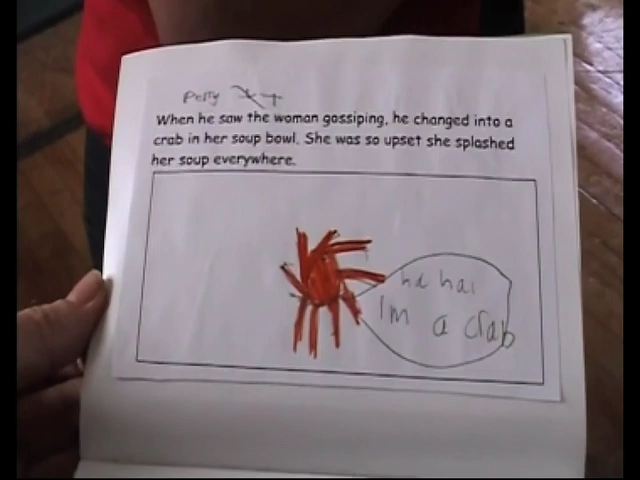 Perry
When he saw the woman gossiping, he changed into a
crab in her soup bowl. She was so upset she splashed
her soup everywhere.
ha ha
I'm a crab